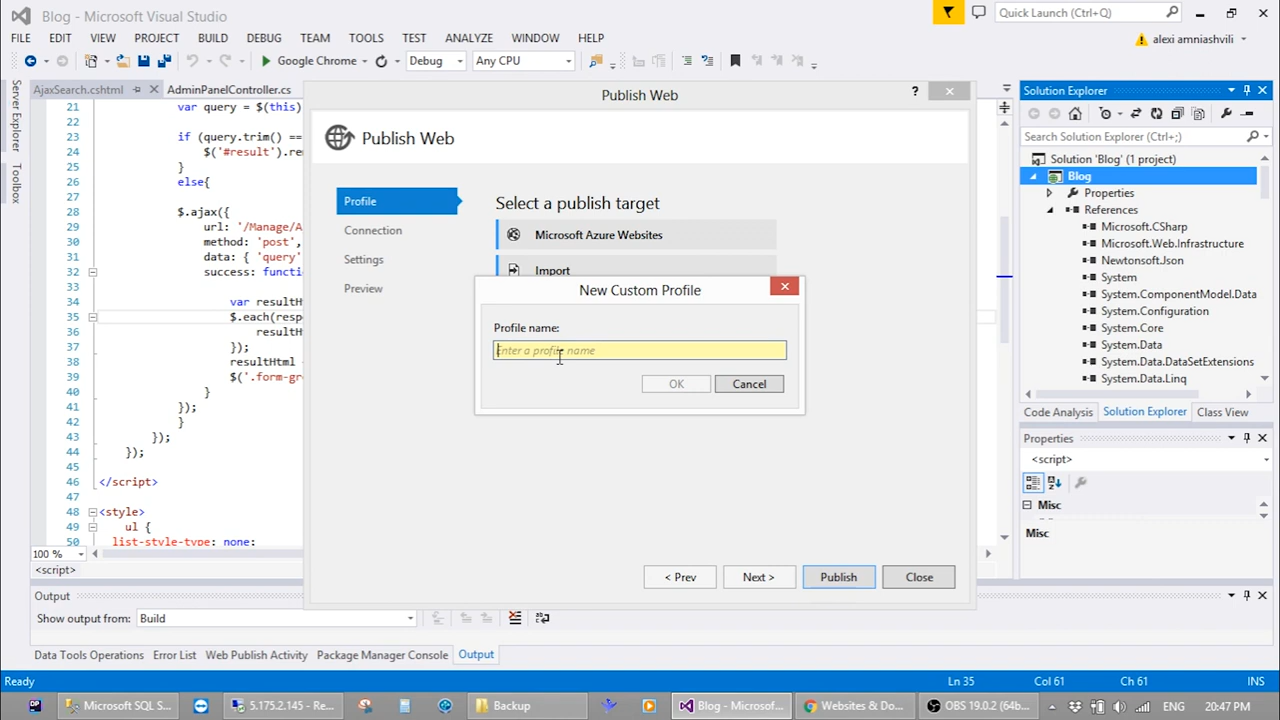 Blog - Microsoft Visual Studio
Quick Launch (Ctrl+Q)
FILE EDIT VIEW PROJECT BUILD DEBUG TEAM TOOLS TEST ANALYZE WINDOW HELP
alexi amniashvili
Google Chrome Debug Any CPU
Server Explorer
Toolbox
AjaxSearch.cshtml AdminPanelController.cs
21 var query = $(this)
22
23 if (query.trim() ==
24 $('#result').re
25 }
26 else{
27
28 $.ajax({
29 url: '/Manage/A
30 method: 'post',
31 data: { 'query'
32 success: functi
33
34 var resultH
35 $.each(resp
36 resultH
37 });
38 resultHtml =
39 $('.form-gr
40 }
41 });
42 }
43 });
44 });
45
46 </script>
47
48 <style>
49 ul {
50 list-style-type: none;
100 %
<script>
Publish Web
?
Publish Web
Profile
Connection
Settings
Preview
Select a publish target
Microsoft Azure Websites
Import
New Custom Profile
Profile name:
Enter a profile name
OK Cancel
< Prev Next > Publish Close
Solution Explorer
Search Solution Explorer (Ctrl+;)
Solution 'Blog' (1 project)
Blog
Properties
References
Microsoft.CSharp
Microsoft.Web.Infrastructure
Newtonsoft.Json
System
System.ComponentModel.Data
System.Configuration
System.Core
System.Data
System.Data.DataSetExtensions
System.Data.Linq
Code Analysis Solution Explorer Class View
Properties
<script>
Misc
Misc
Output
Show output from: Build
Data Tools Operations Error List Web Publish Activity Package Manager Console Output
Ready Ln 35 Col 61 Ch 61 INS
Microsoft SQL S... 5.175.2.145 - Re... Backup Blog - Microsof... Websites & Do... OBS 19.0.2 (64b... ENG 20:47 PM